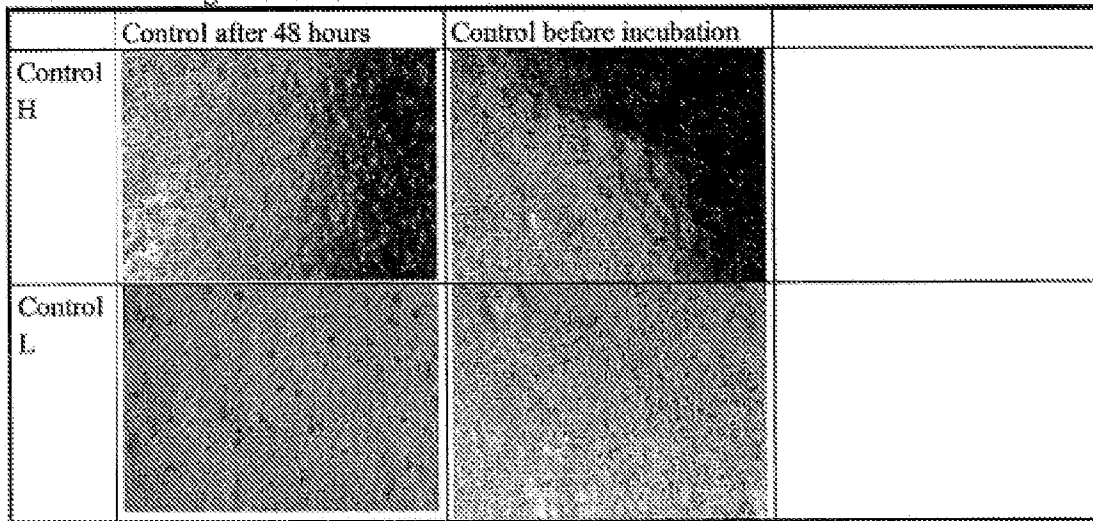 Control after 48 hours Control before incubation
Control
H
Control
L